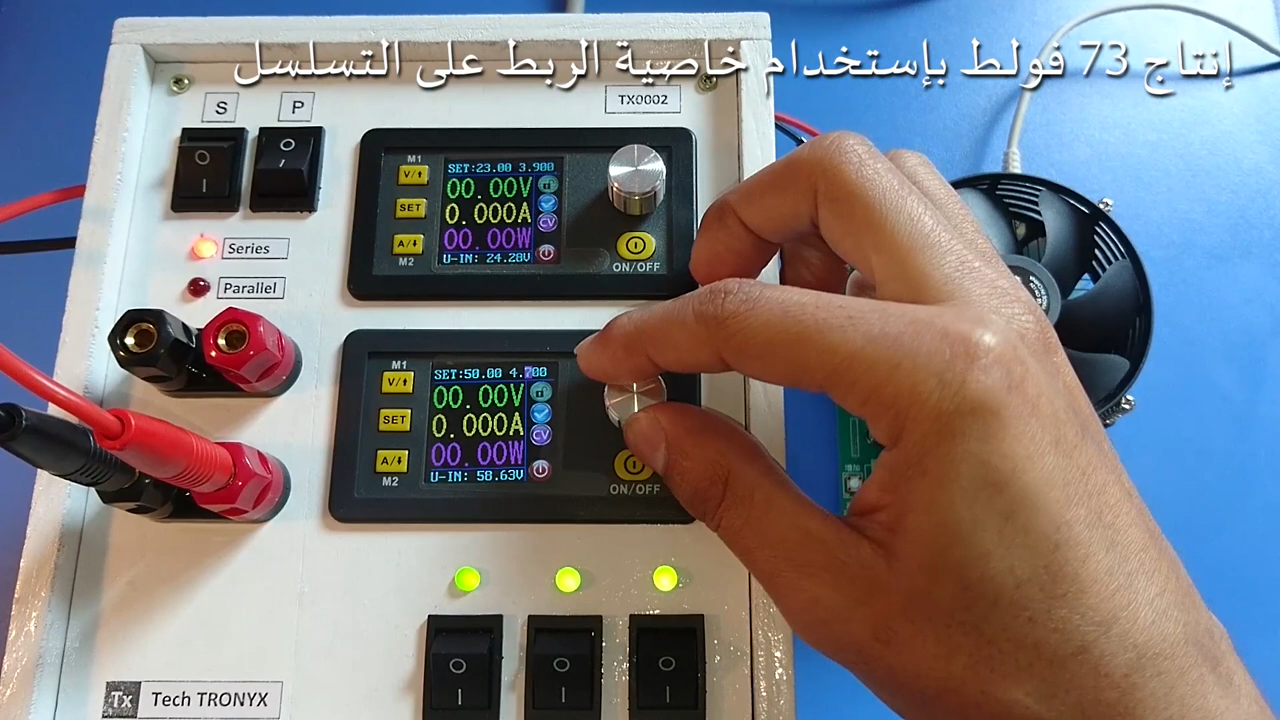 إنتاج 73 فولط بإستخدام خاصية الربط على التسلسل
S
P
TX0002
M1
V/⬆
SET
A/⬇
M2
SET:23.00 3.900
00.00V
0.000A
00.00W
U-IN: 24.28V
CV
ON/OFF
Series
Parallel
M1
V/⬆
SET
A/⬇
M2
SET:50.00 4.700
00.00V
0.000A
00.00W
U-IN: 58.63V
CV
ON/OFF
Tx Tech TRONYX